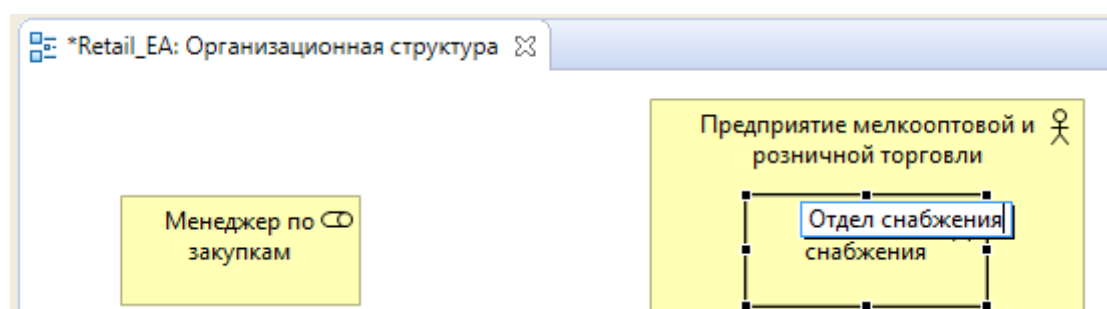 *Retail_EA: Организационная структура
Предприятие мелкооптовой и
розничной торговли
Менеджер по
закупкам
Отдел снабжения
снабжения